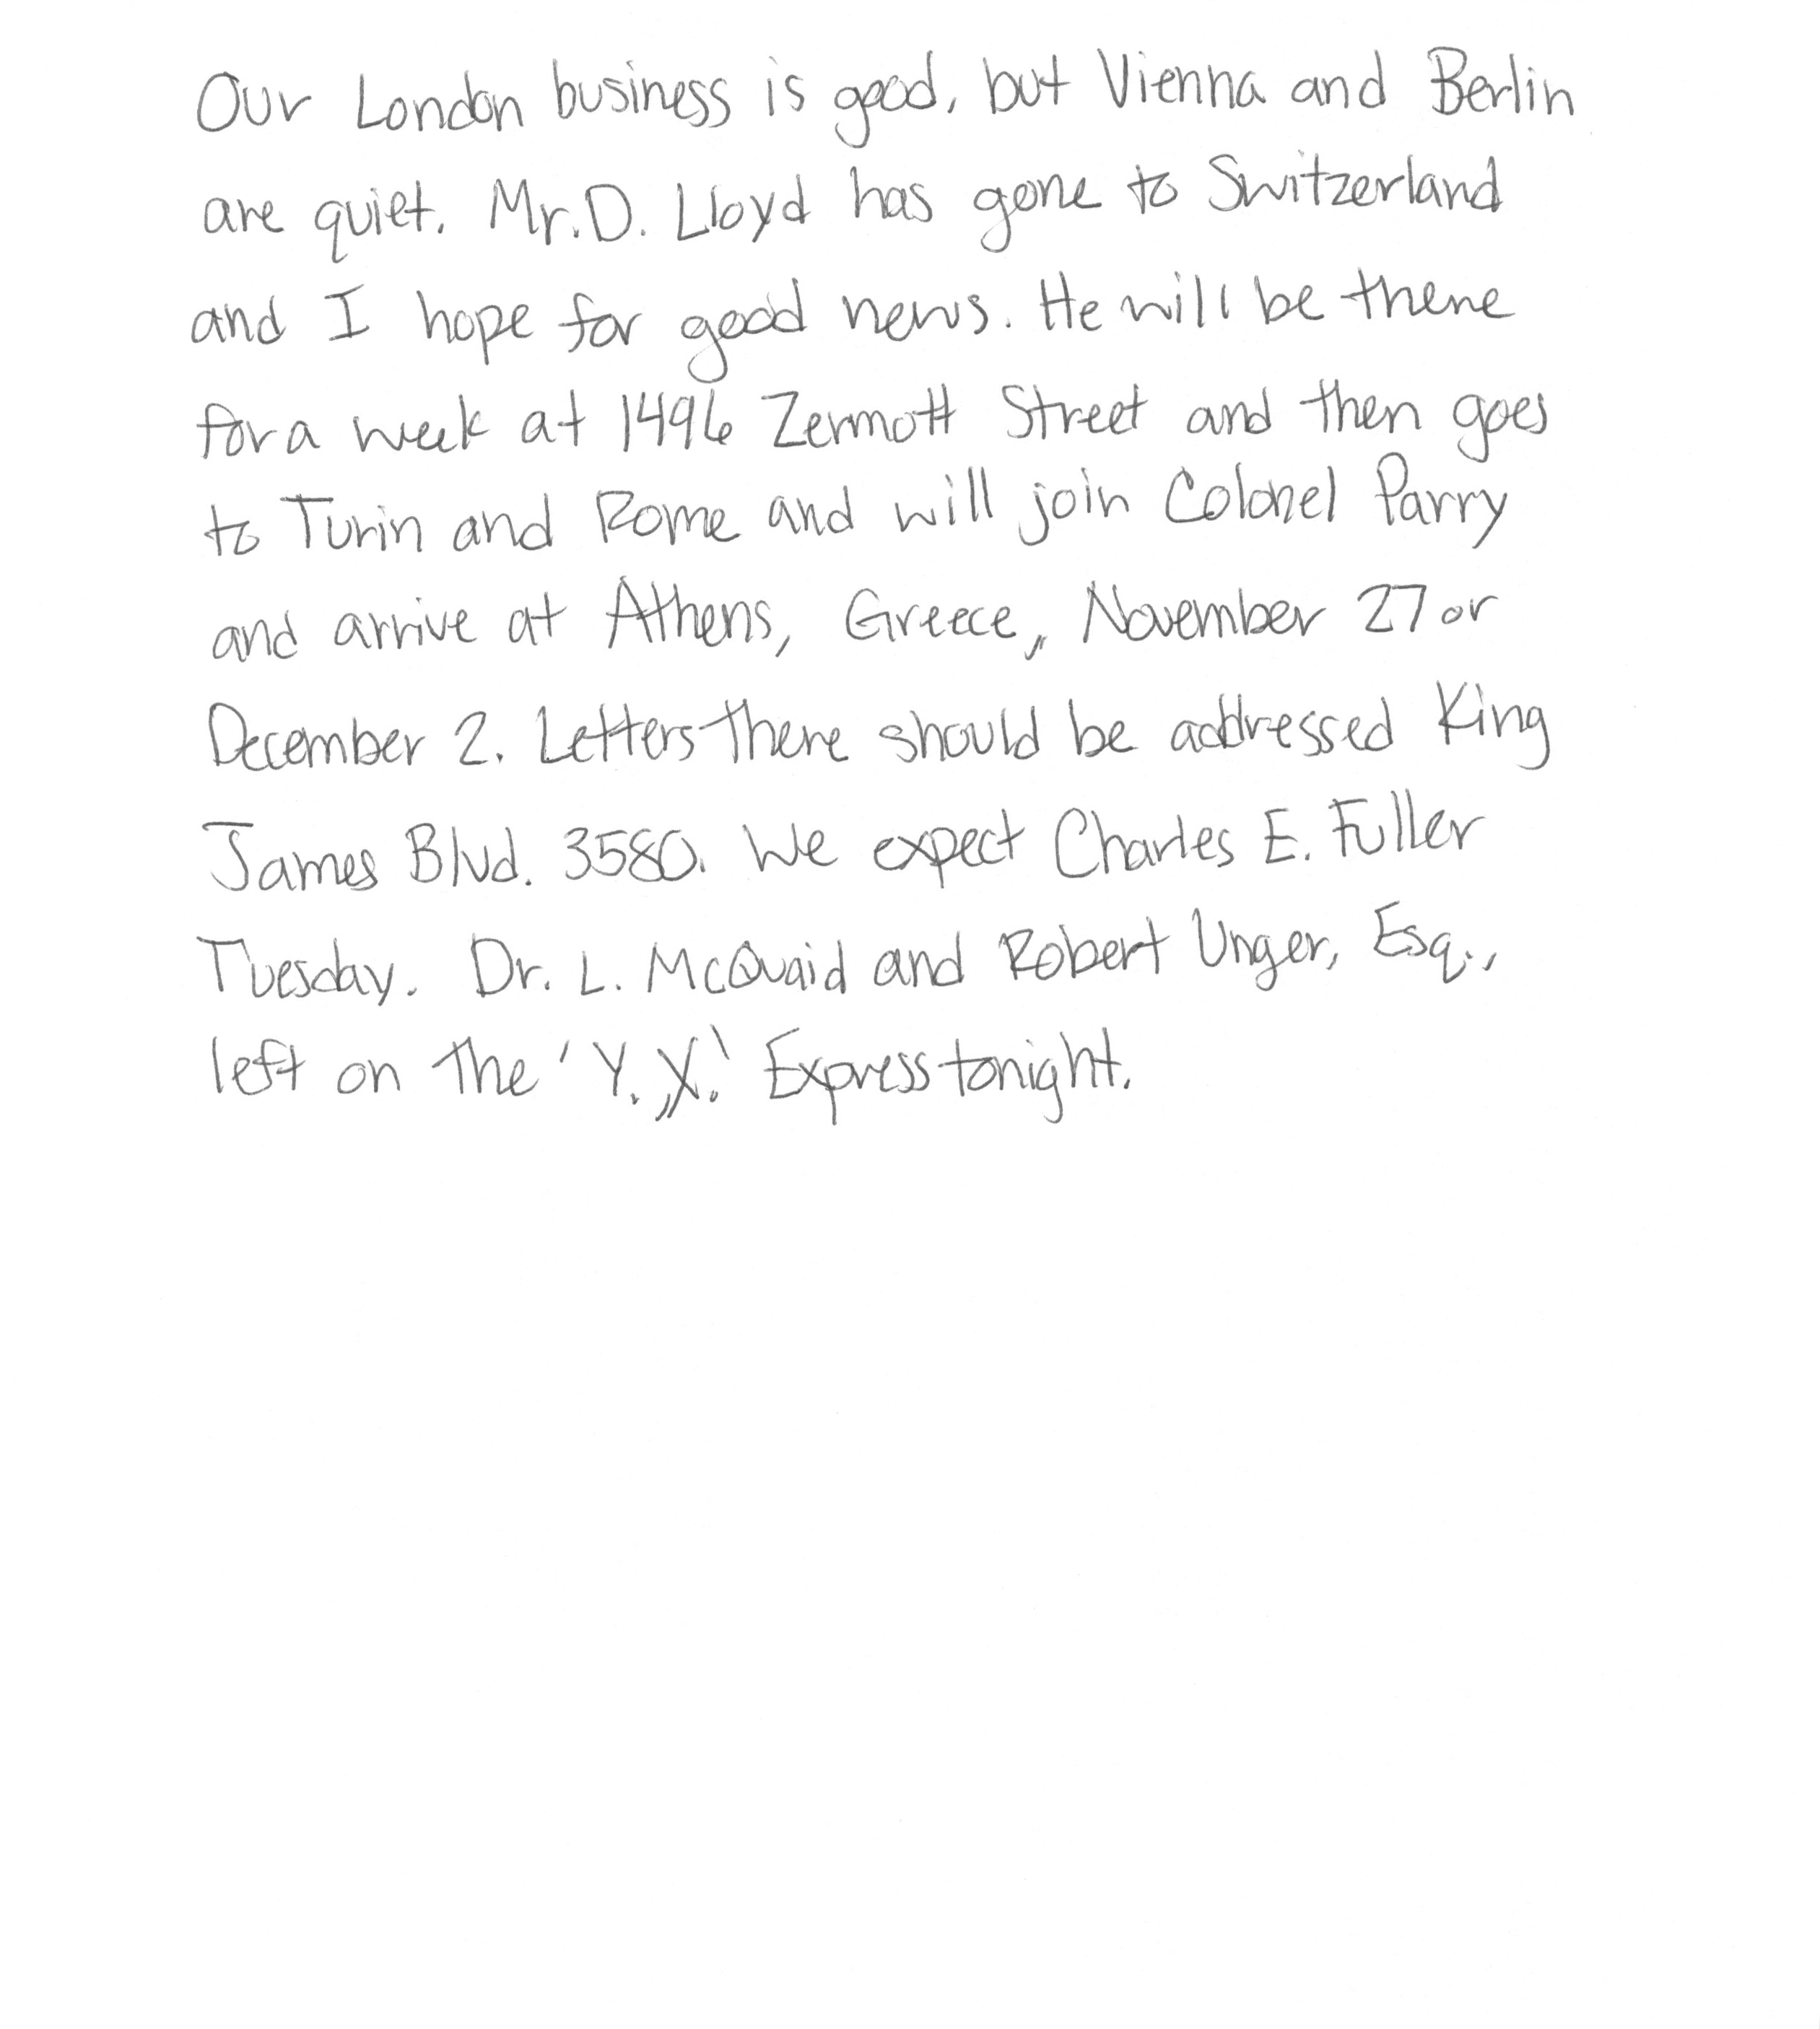 Our London business is good, but Vienna and Berlin
are quiet. Mr. D. Lloyd has gone to Switzerland
and I hope for good news. He will be there
for a week at 1496 Zermott Street and then goes
to Turin and Rome and will join Colonel Parry
and arrive at Athens, Greece, November 27 or
December 2. Letters there should be addressed King
James Blvd. 3580. We expect Charles E. Fuller
Tuesday. Dr. L. McQuaid and Robert Unger, Esq.,
left on the 'Y. X.' Express tonight.